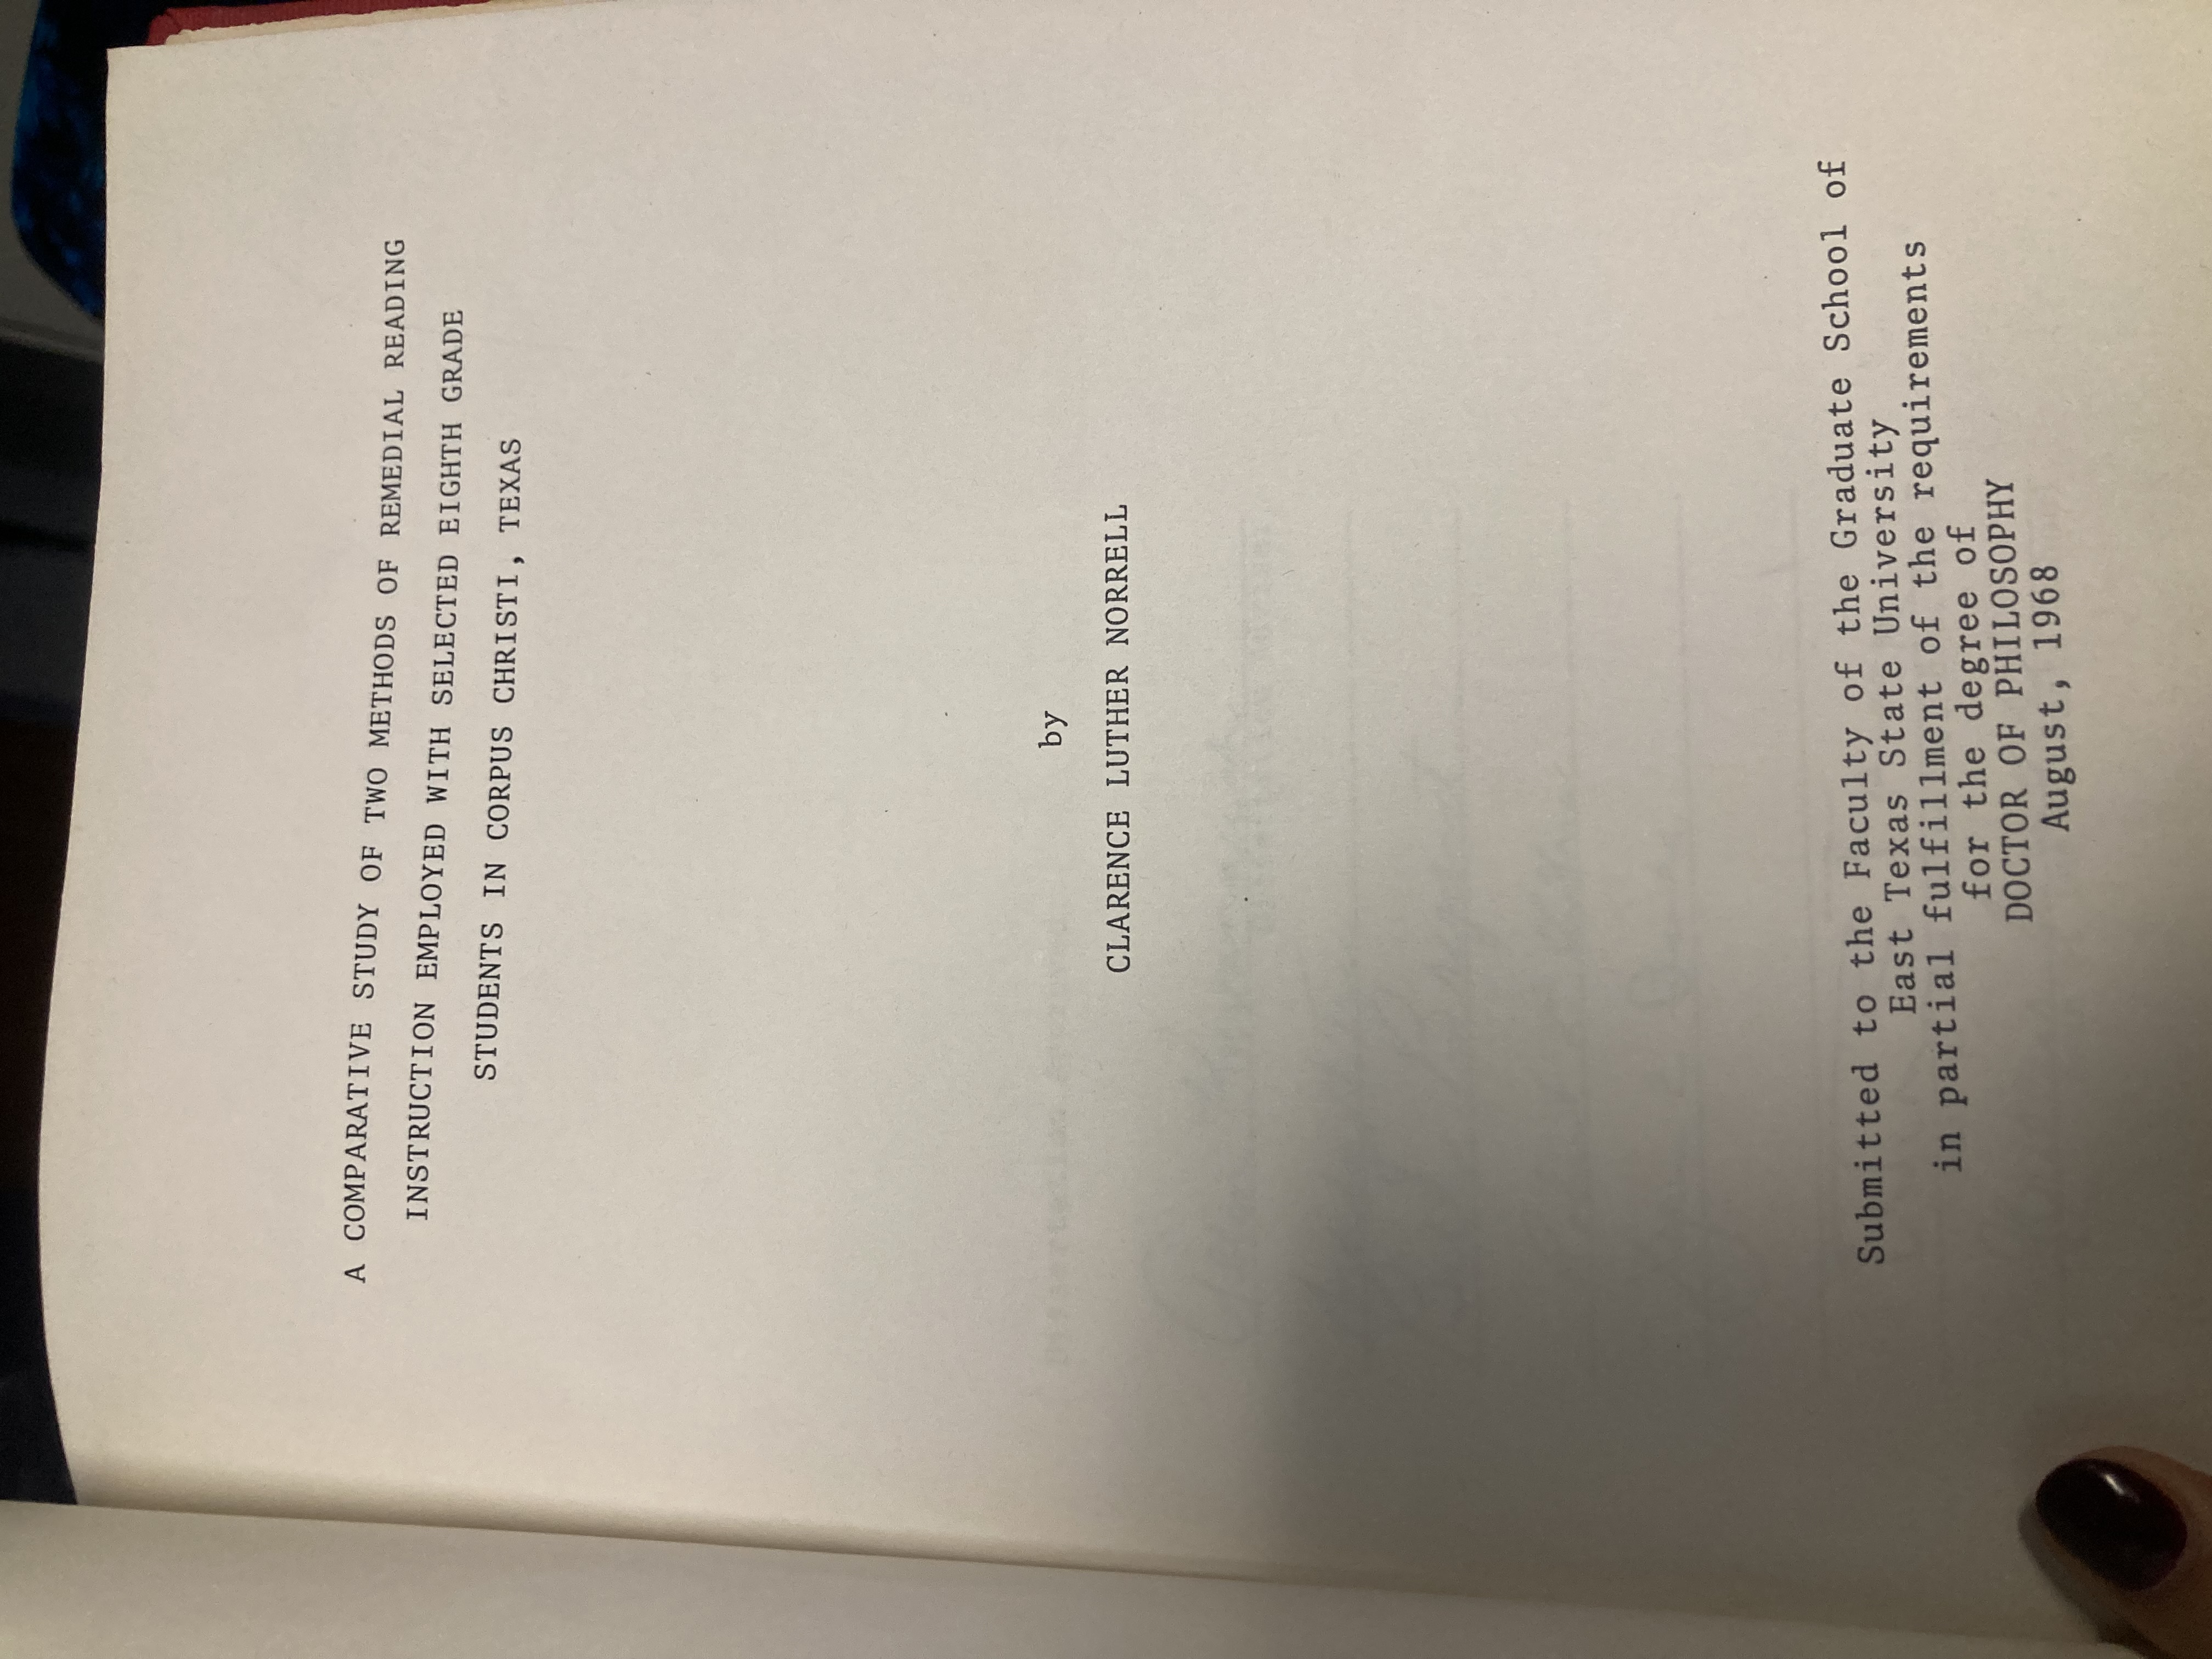 A COMPARATIVE STUDY OF TWO METHODS OF REMEDIAL READING
INSTRUCTION EMPLOYED WITH SELECTED EIGHTH GRADE
STUDENTS IN CORPUS CHRISTI, TEXAS
by
CLARENCE LUTHER NORRELL
Submitted to the Faculty of the Graduate School of
East Texas State University
in partial fulfillment of the requirements
for the degree of
DOCTOR OF PHILOSOPHY
August, 1968